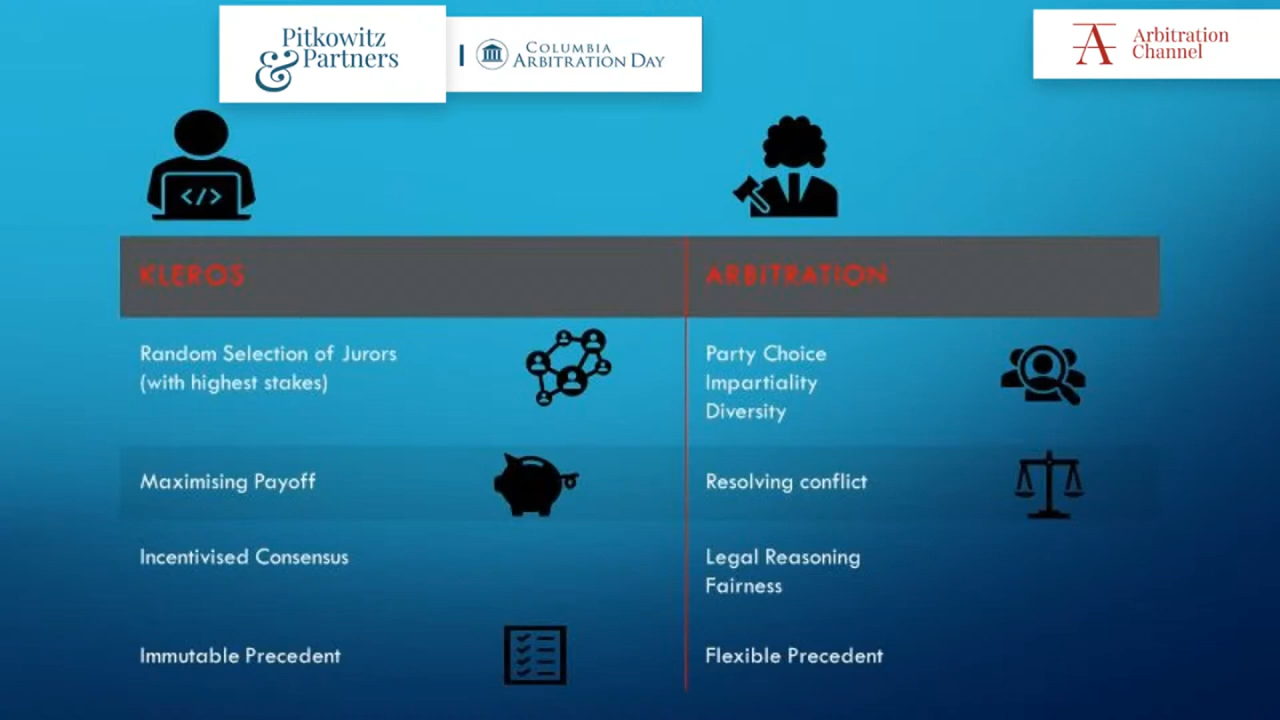 Pitkowitz
& Partners
COLUMBIA
ARBITRATION DAY
Arbitration
Channel
</>
KLEROS
ARBITRATION
Random Selection of Jurors
(with highest stakes)
Party Choice
Impartiality
Diversity
Maximising Payoff
Resolving conflict
Incentivised Consensus
Legal Reasoning
Fairness
Immutable Precedent
Flexible Precedent